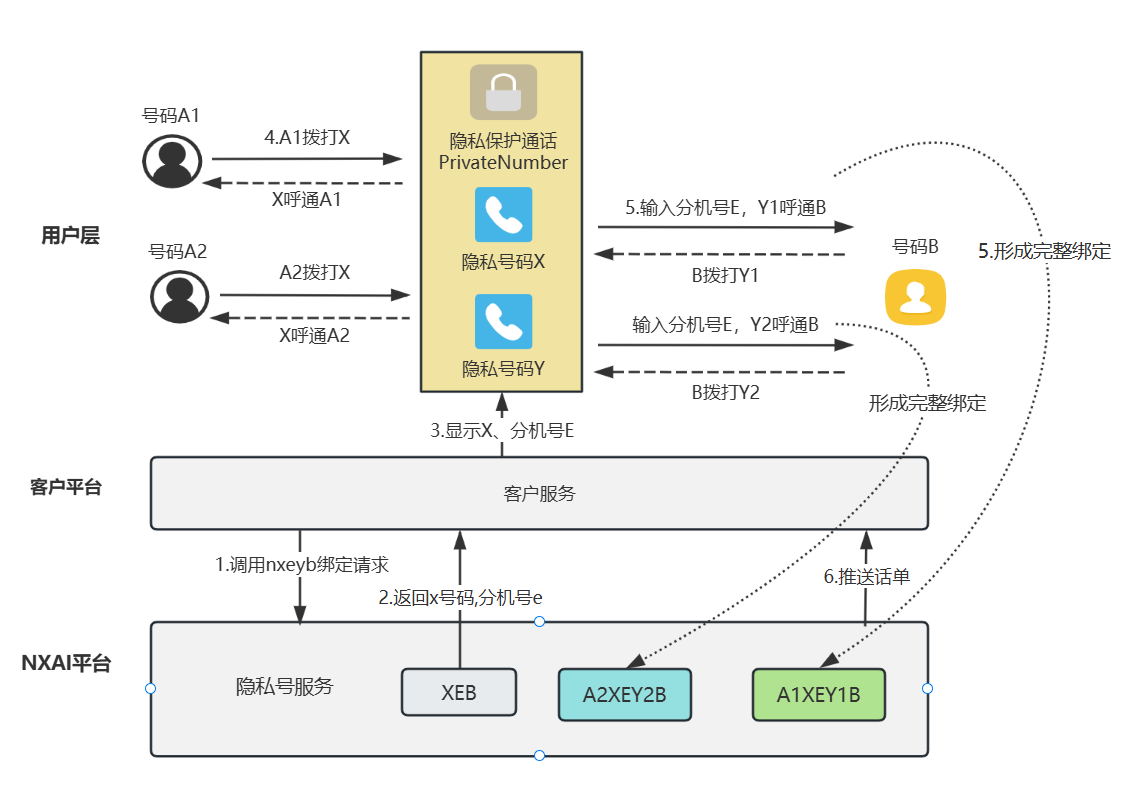 号码A1
4.A1拨打X
X呼通A1
用户层
号码A2
A2拨打X
X呼通A2
隐私保护通话
PrivateNumber
隐私号码X
隐私号码Y
5.输入分机号E，Y1呼通B
B拨打Y1
输入分机号E，Y2呼通B
B拨打Y2
号码B
5.形成完整绑定
形成完整绑定
3.显示X、分机号E
客户平台
客户服务
1.调用nxeyb绑定请求
2.返回x号码,分机号e
6.推送话单
NXAI平台
隐私号服务
XEB
A2XEY2B
A1XEY1B